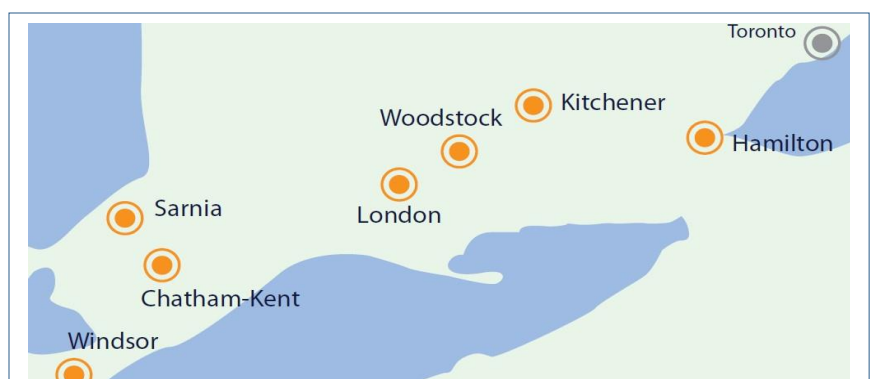 Toronto
Kitchener
Woodstock
Hamilton
Sarnia
London
Chatham-Kent
Windsor